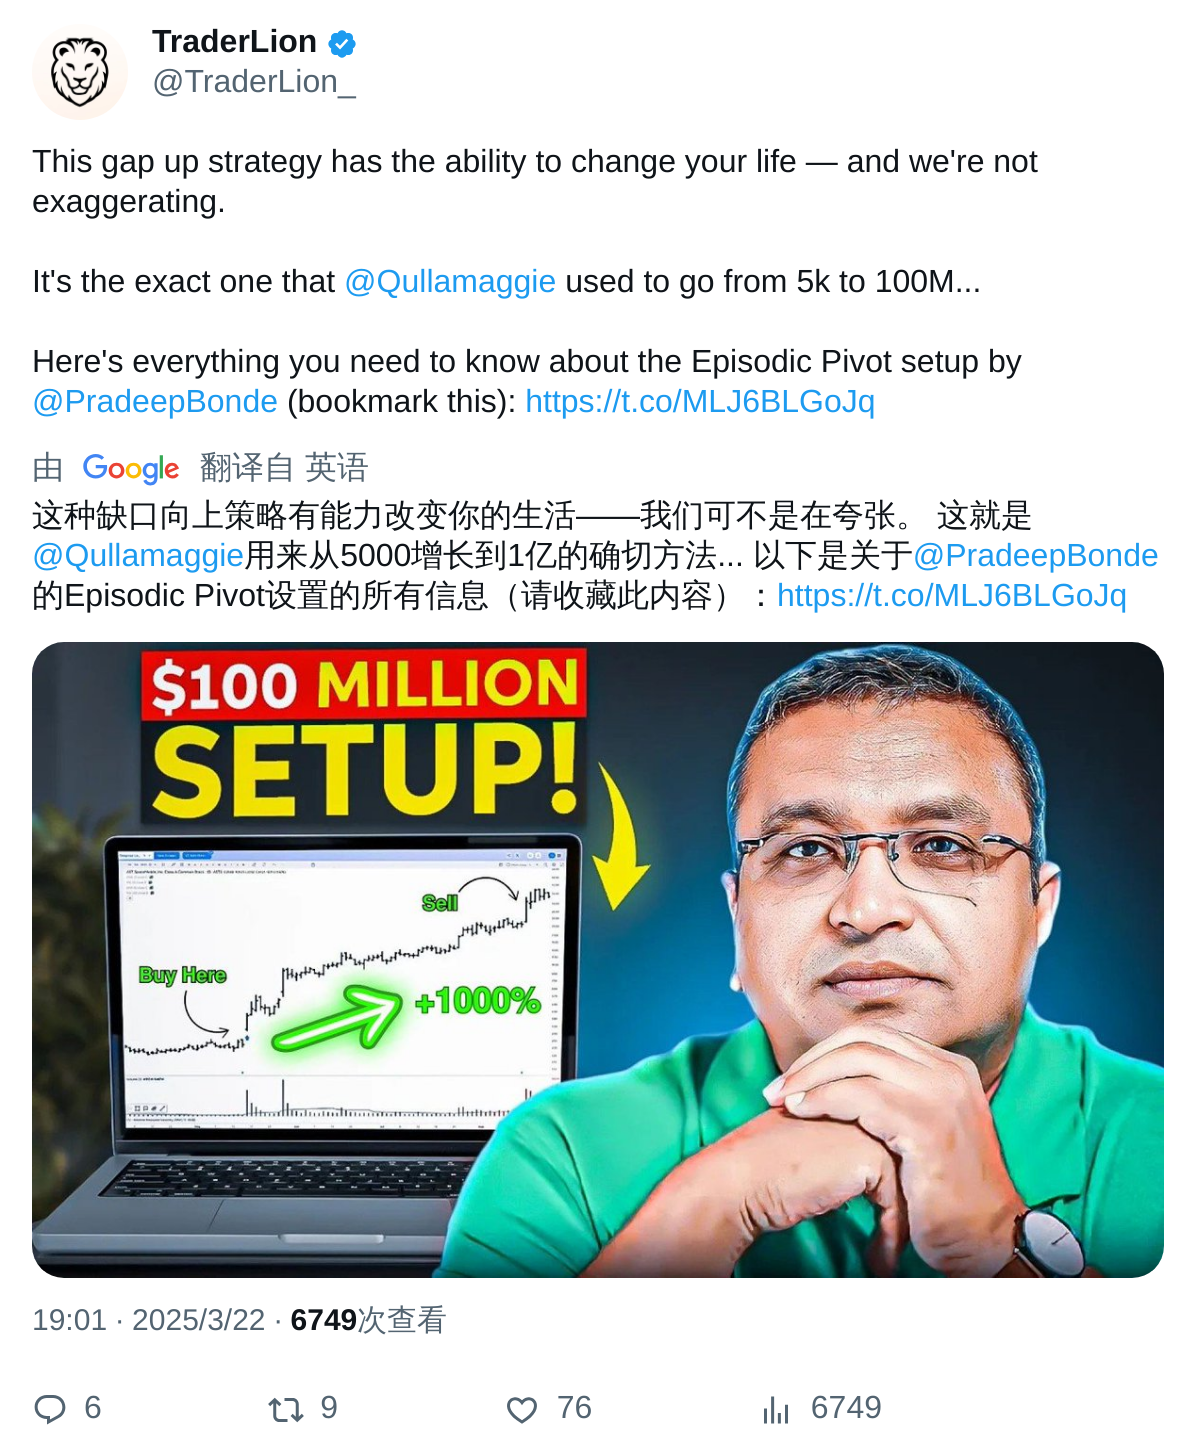 TraderLion
@TraderLion_
This gap up strategy has the ability to change your life — and we're not
exaggerating.
It's the exact one that @Qullamaggie used to go from 5k to 100M...
Here's everything you need to know about the Episodic Pivot setup by
@PradeepBonde (bookmark this): https://t.co/MLJ6BLGoJq
由 Google 翻译自 英语
这种缺口向上策略有能力改变你的生活——我们可不是在夸张。 这就是
@Qullamaggie用来从5000增长到1亿的确切方法... 以下是关于@PradeepBonde
的Episodic Pivot设置的所有信息（请收藏此内容）：https://t.co/MLJ6BLGoJq
$100 MILLION
SETUP!
Sell
Buy Here
+1000%
19:01 · 2025/3/22 · 6749次查看
6 9 76 6749